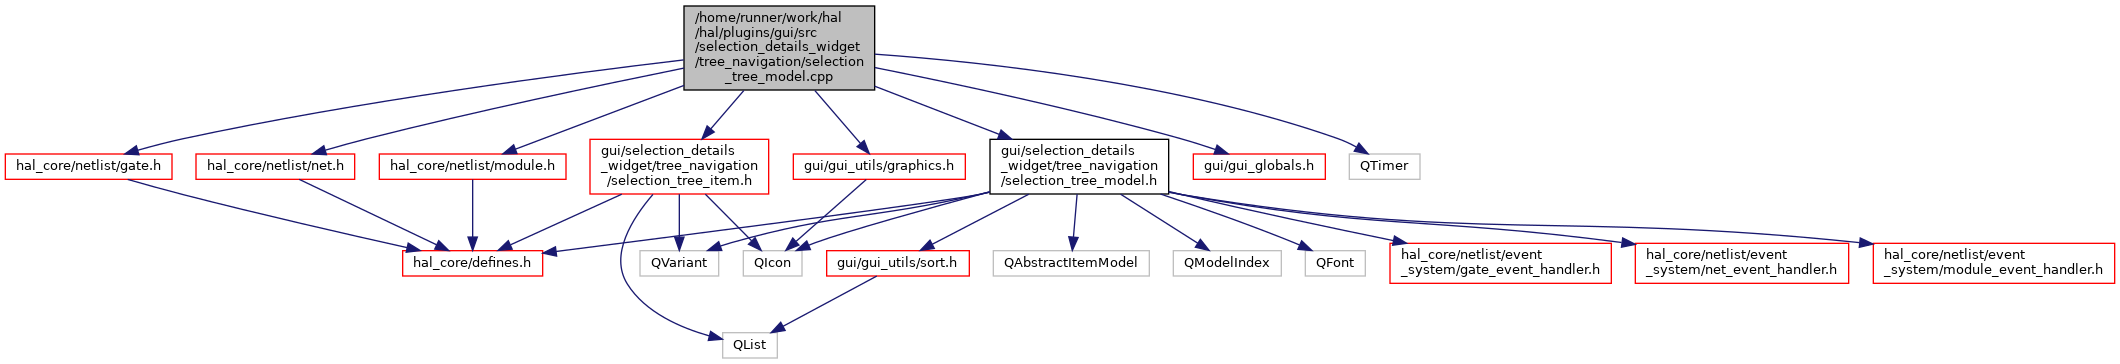 /home/runner/work/hal
/hal/plugins/gui/src
/selection_details_widget
/tree_navigation/selection
_tree_model.cpp
hal_core/netlist/gate.h
hal_core/netlist/net.h
hal_core/netlist/module.h
gui/selection_details
_widget/tree_navigation
/selection_tree_item.h
gui/gui_utils/graphics.h
gui/selection_details
_widget/tree_navigation
/selection_tree_model.h
gui/gui_globals.h
QTimer
hal_core/defines.h
QVariant
QIcon
gui/gui_utils/sort.h
QAbstractItemModel
QModelIndex
QFont
hal_core/netlist/event
_system/gate_event_handler.h
hal_core/netlist/event
_system/net_event_handler.h
hal_core/netlist/event
_system/module_event_handler.h
QList